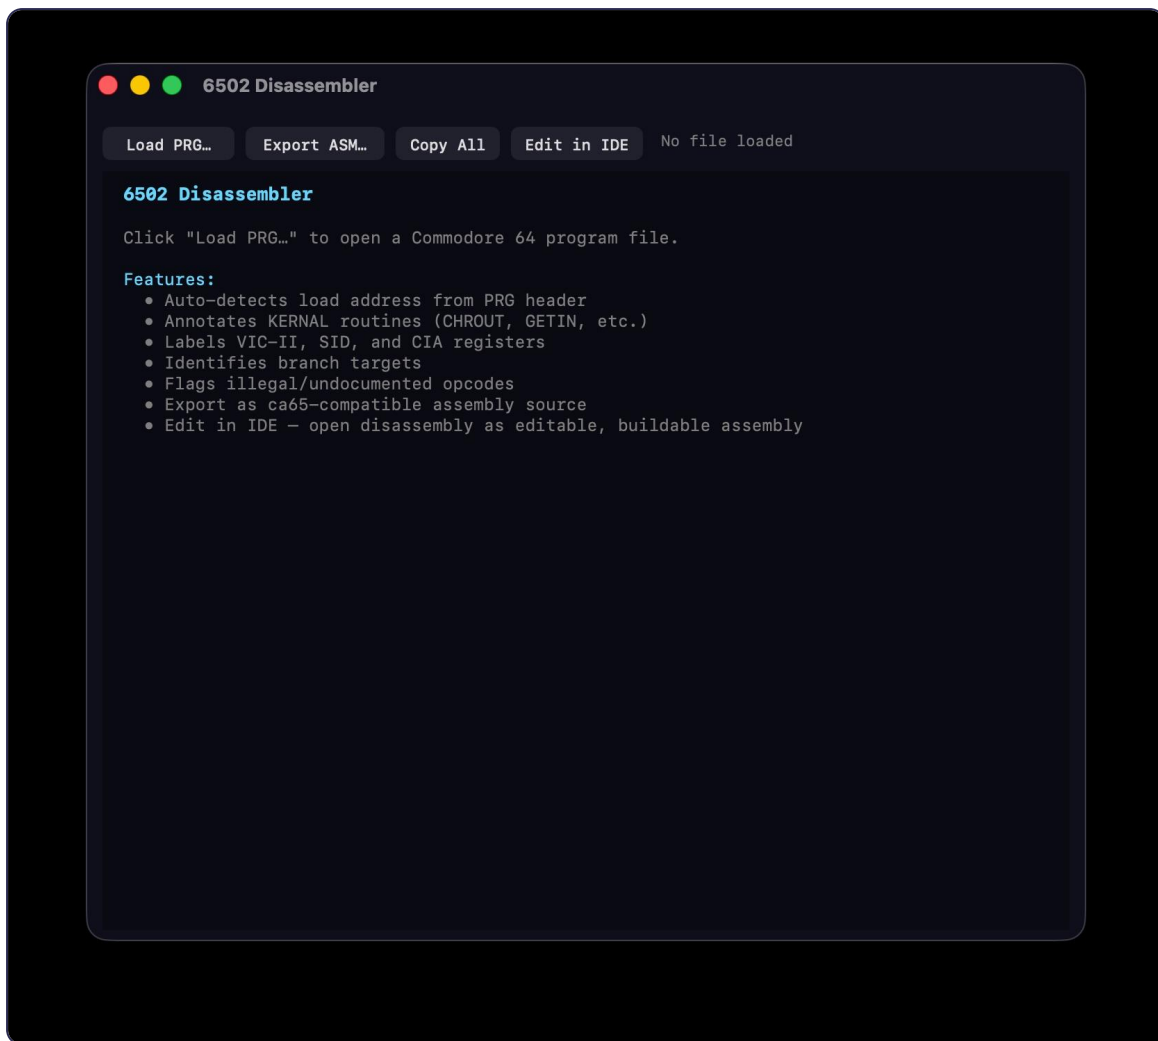 6502 Disassembler
Load PRG… Export ASM… Copy All Edit in IDE No file loaded
6502 Disassembler
Click "Load PRG…" to open a Commodore 64 program file.
Features:
• Auto-detects load address from PRG header
• Annotates KERNAL routines (CHROUT, GETIN, etc.)
• Labels VIC-II, SID, and CIA registers
• Identifies branch targets
• Flags illegal/undocumented opcodes
• Export as ca65-compatible assembly source
• Edit in IDE — open disassembly as editable, buildable assembly